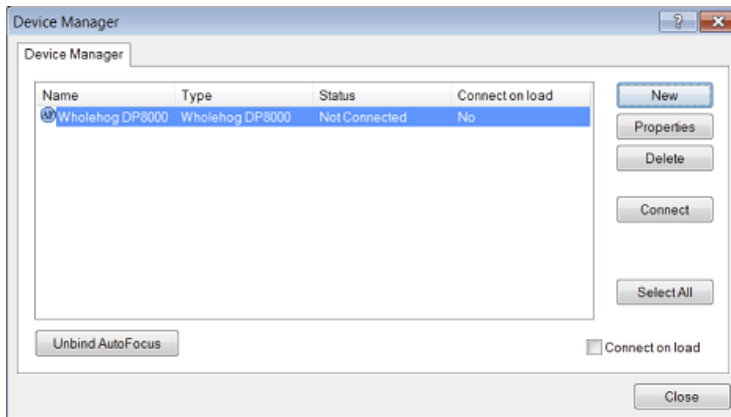 Device Manager
Device Manager
Name Type Status Connect on load
Wholehog DP8000 Wholehog DP8000 Not Connected No
New
Properties
Delete
Connect
Select All
Unbind AutoFocus
Connect on load
Close